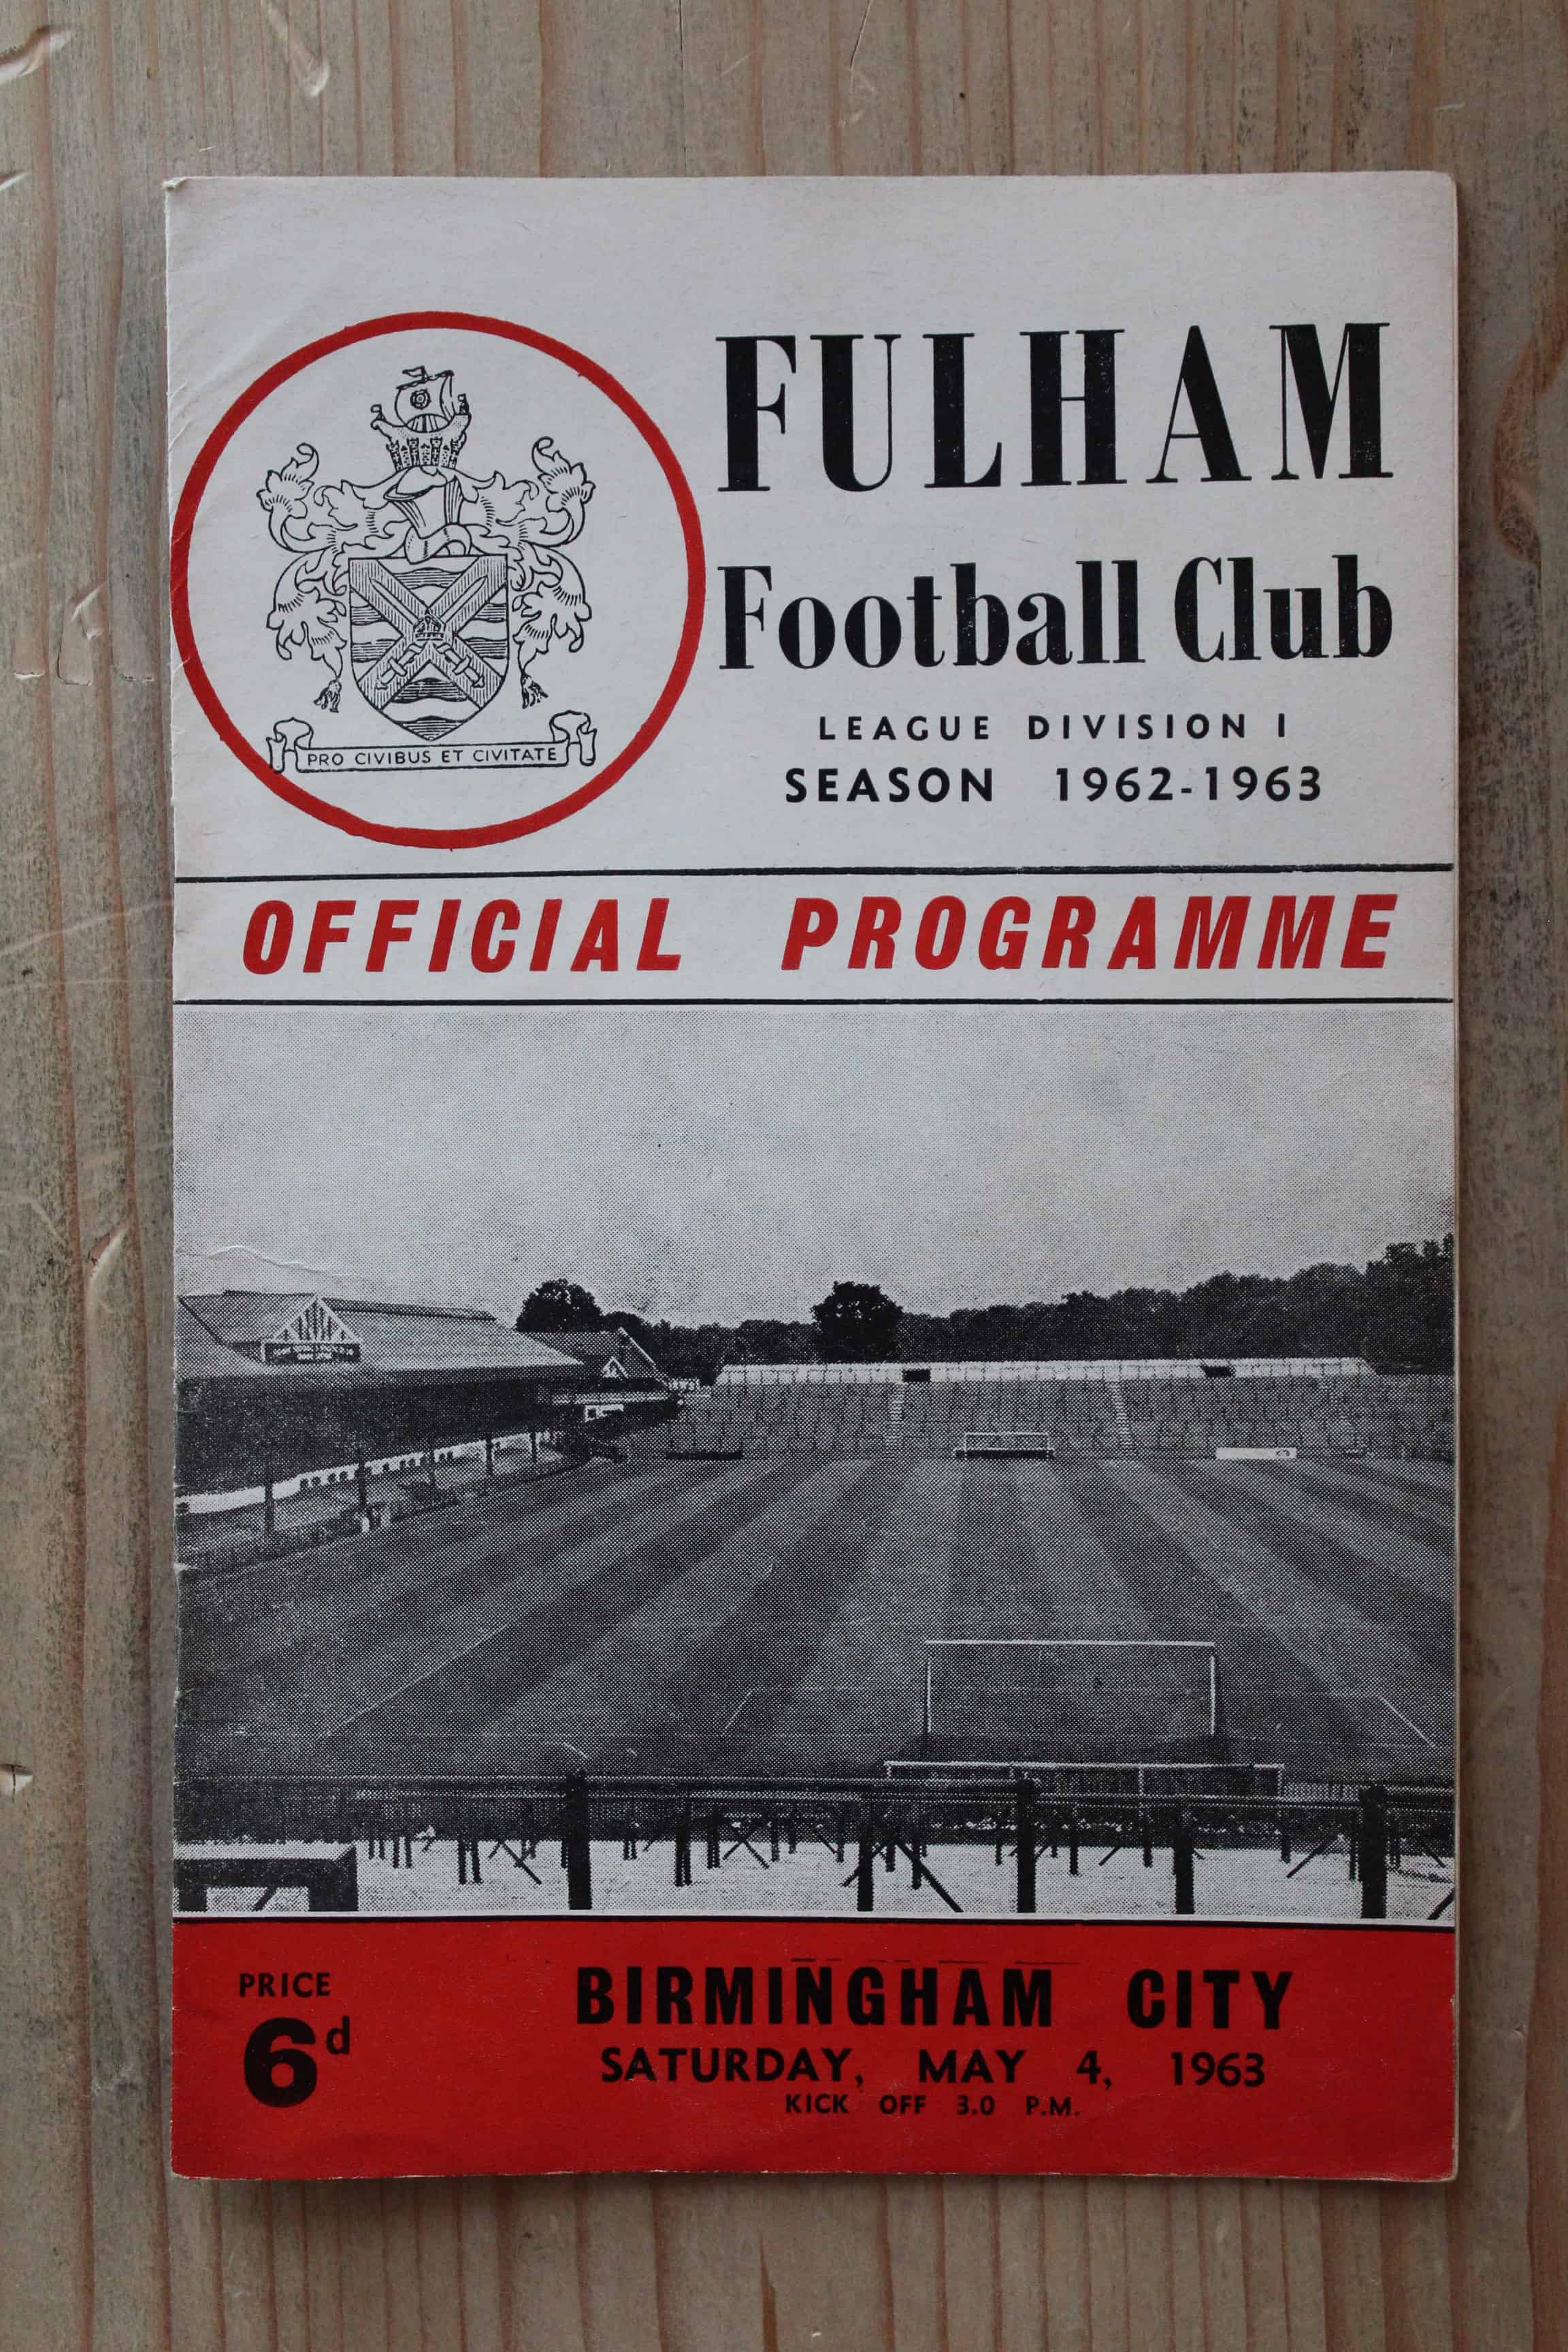 FULHAM
Football Club
LEAGUE DIVISION I
SEASON 1962-1963
PRO CIVIBUS ET CIVITATE
OFFICIAL PROGRAMME
PRICE
6d
BIRMINGHAM CITY
SATURDAY, MAY 4, 1963
KICK OFF 3.0 P.M.